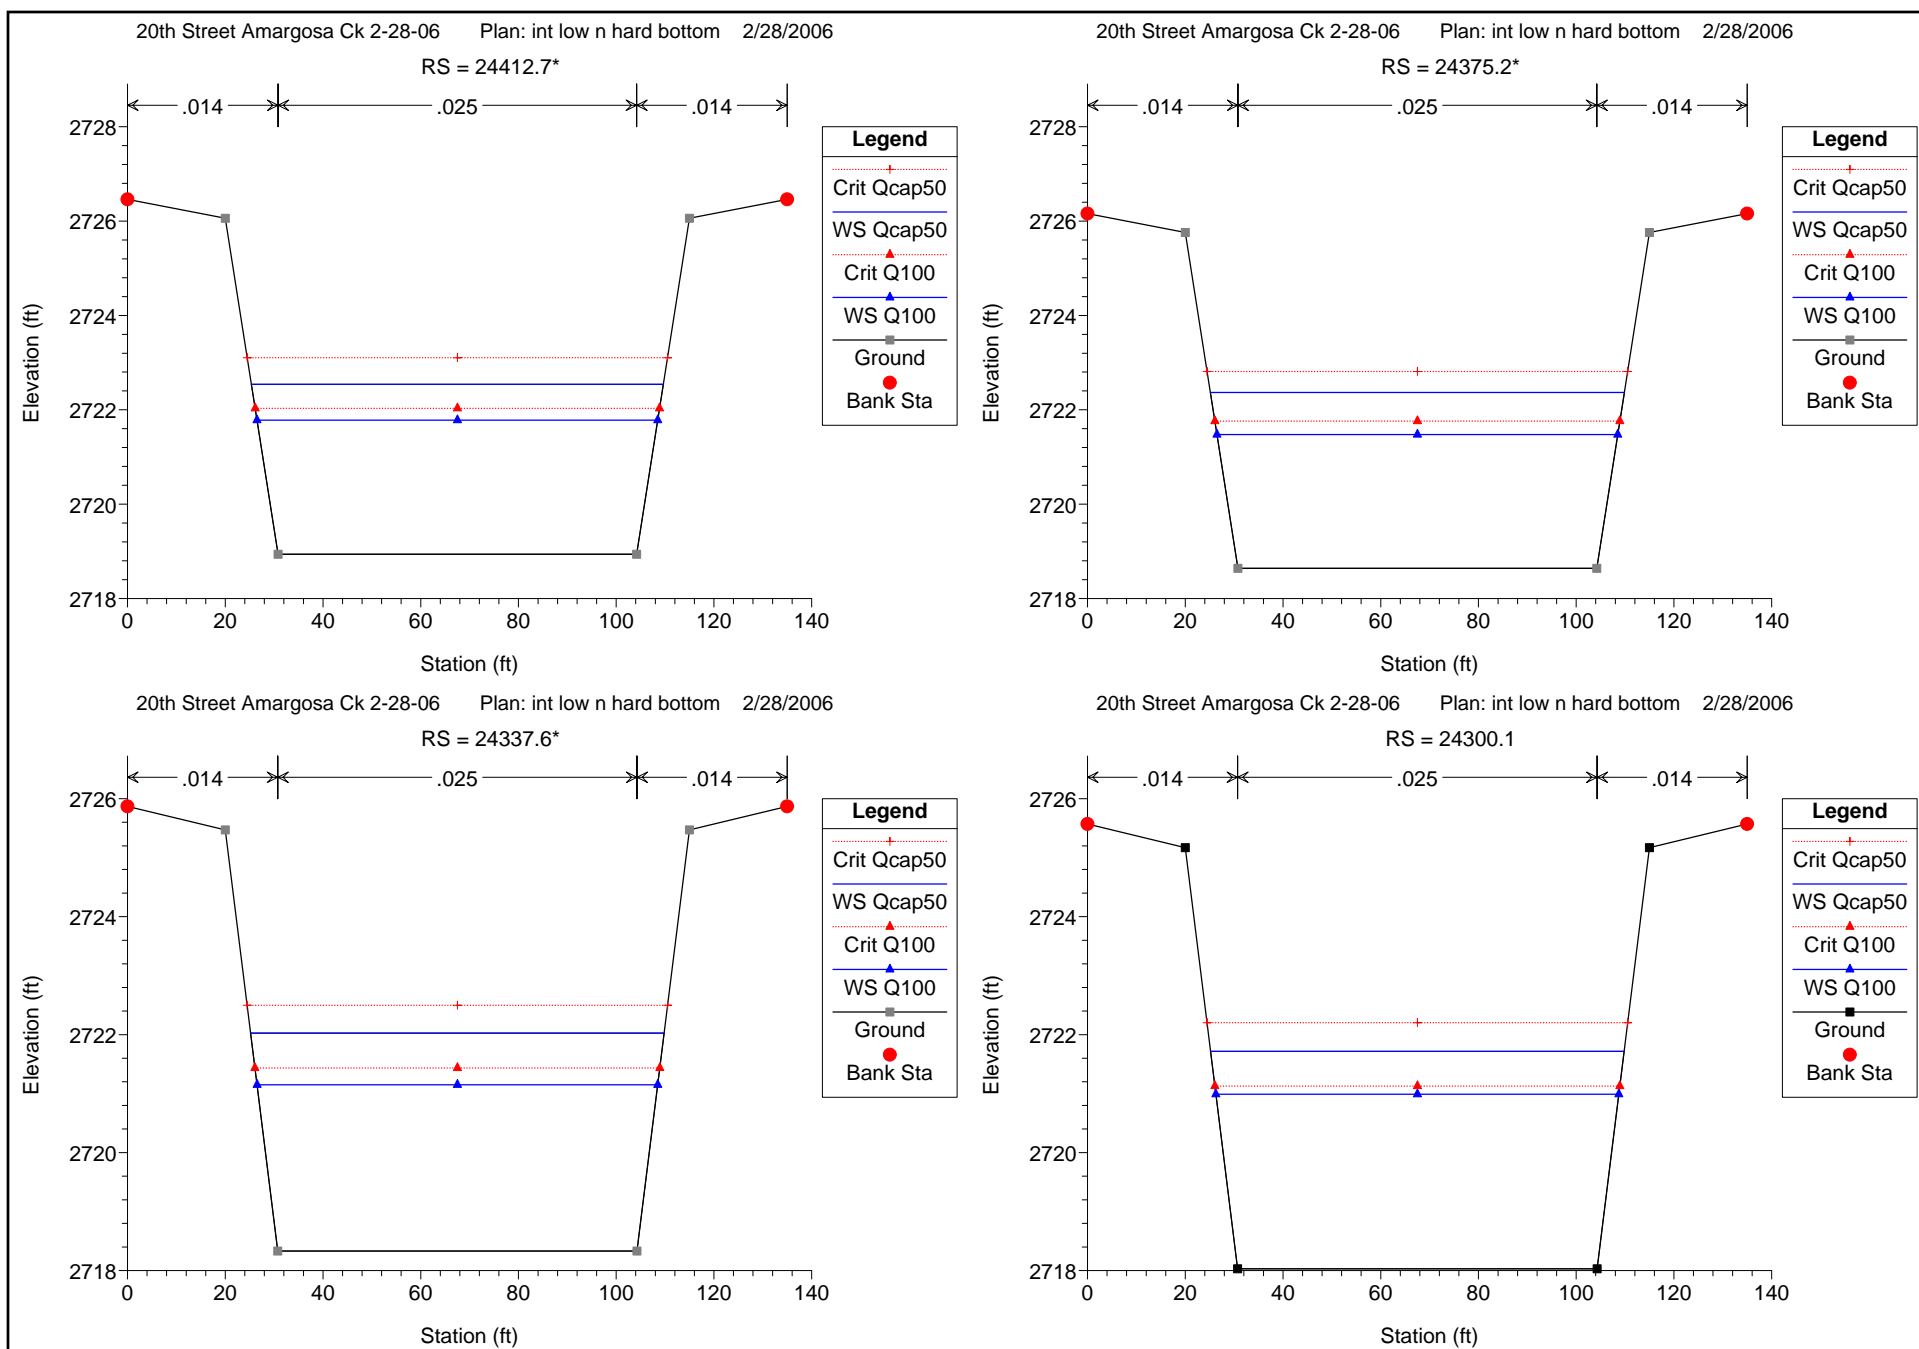 20th Street Amargosa Ck 2-28-06 Plan: int low n hard bottom 2/28/2006
RS = 24412.7*
.014 .025 .014
2728
2726
2724
2722
2720
2718
Elevation (ft)
0 20 40 60 80 100 120 140
Station (ft)
Legend
Crit Qcap50
WS Qcap50
Crit Q100
WS Q100
Ground
Bank Sta
20th Street Amargosa Ck 2-28-06 Plan: int low n hard bottom 2/28/2006
RS = 24375.2*
.014 .025 .014
2728
2726
2724
2722
2720
2718
Elevation (ft)
0 20 40 60 80 100 120 140
Station (ft)
Legend
Crit Qcap50
WS Qcap50
Crit Q100
WS Q100
Ground
Bank Sta
20th Street Amargosa Ck 2-28-06 Plan: int low n hard bottom 2/28/2006
RS = 24337.6*
.014 .025 .014
2726
2724
2722
2720
2718
Elevation (ft)
0 20 40 60 80 100 120 140
Station (ft)
Legend
Crit Qcap50
WS Qcap50
Crit Q100
WS Q100
Ground
Bank Sta
20th Street Amargosa Ck 2-28-06 Plan: int low n hard bottom 2/28/2006
RS = 24300.1
.014 .025 .014
2726
2724
2722
2720
2718
Elevation (ft)
0 20 40 60 80 100 120 140
Station (ft)
Legend
Crit Qcap50
WS Qcap50
Crit Q100
WS Q100
Ground
Bank Sta